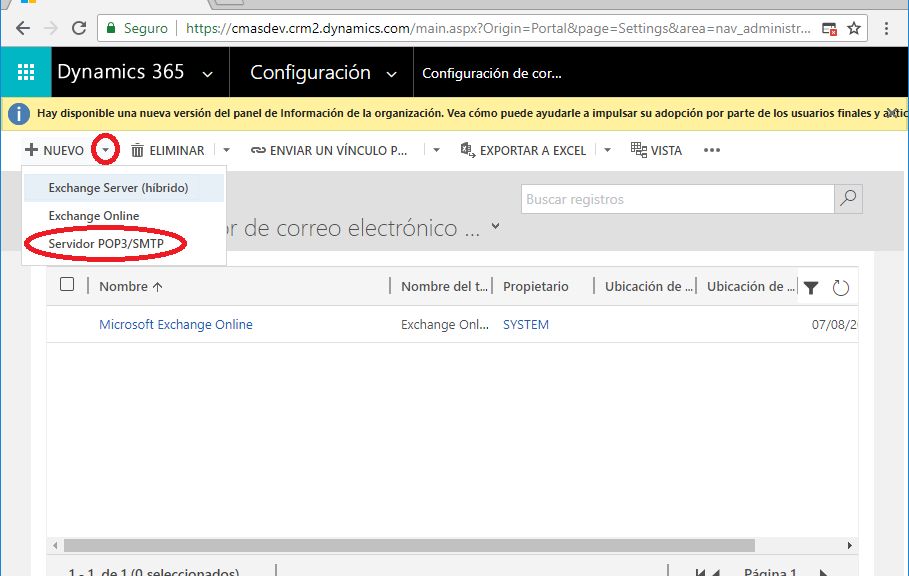 Seguro https://cmasdev.crm2.dynamics.com/main.aspx?Origin=Portal&page=Settings&area=nav_administr...
Dynamics 365 Configuración Configuración de cor...
Hay disponible una nueva versión del panel de Información de la organización. Vea cómo puede ayudarle a impulsar su adopción por parte de los usuarios finales y
NUEVO ELIMINAR ENVIAR UN VÍNCULO P... EXPORTAR A EXCEL VISTA
Exchange Server (híbrido)
Exchange Online
Servidor POP3/SMTP
Buscar registros
or de correo electrónico ...
Nombre Nombre del t... Propietario Ubicación de ... Ubicación de ...
Microsoft Exchange Online Exchange Onl... SYSTEM 07/08/2
1 - 1 de 1 (0 seleccionados) Página 1